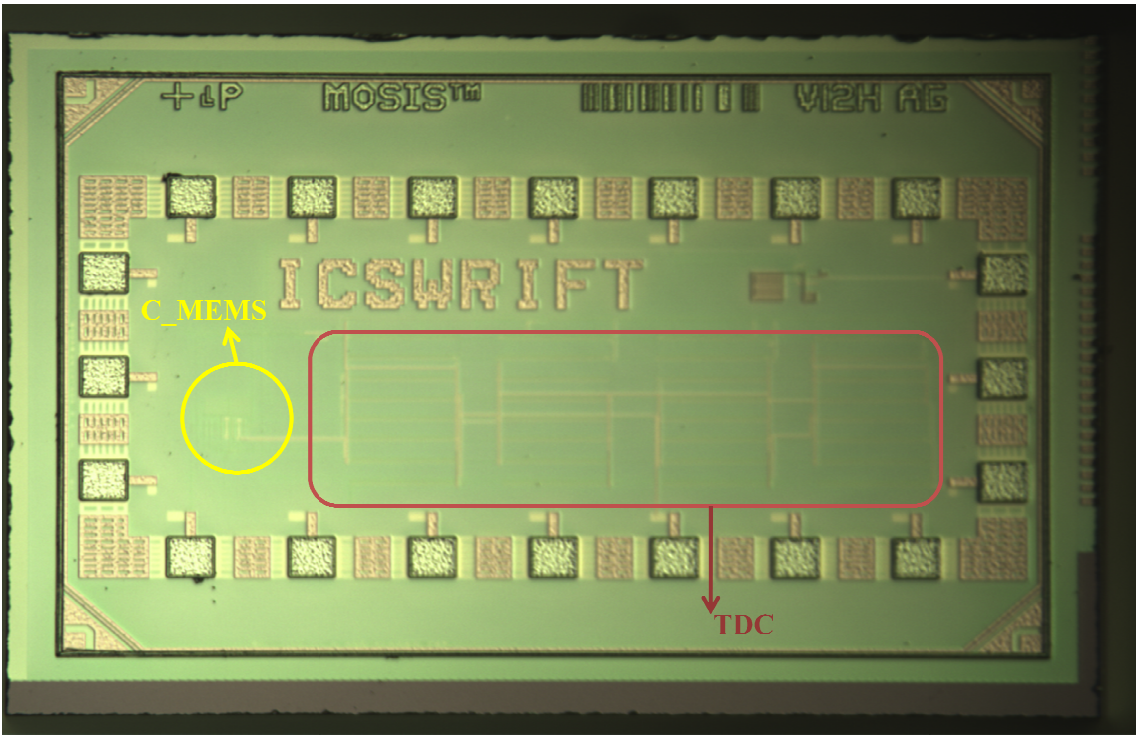 +LP MOSIS™ V12H AG
ICSWRIFT
C_MEMS
TDC